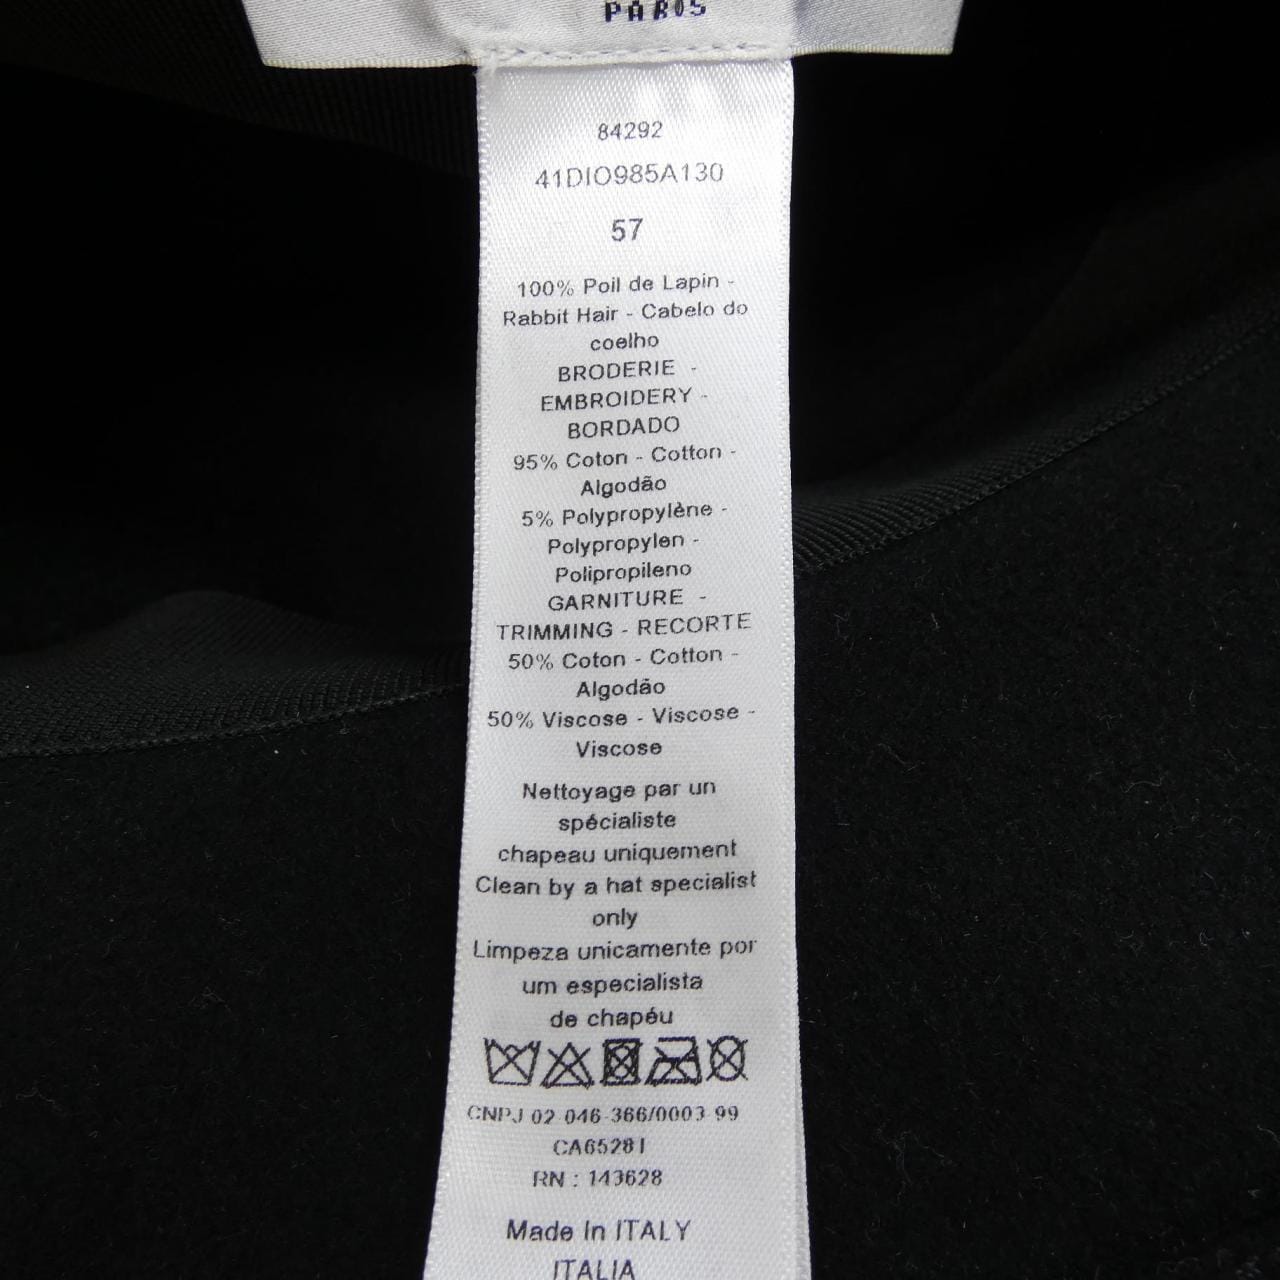 PARIS
84292
41DIO985A130
57
100% Poil de Lapin -
Rabbit Hair - Cabelo do
coelho
BRODERIE -
EMBROIDERY -
BORDADO
95% Coton - Cotton -
Algodão
5% Polypropylène -
Polypropylen -
Polipropileno
GARNITURE -
TRIMMING - RECORTE
50% Coton - Cotton -
Algodão
50% Viscose - Viscose -
Viscose
Nettoyage par un
spécialiste
chapeau uniquement
Clean by a hat specialist
only
Limpeza unicamente por
um especialista
de chapéu
CNPJ 02-046-366/0003-99
CA65281
RN : 143628
Made In ITALY
ITALIA